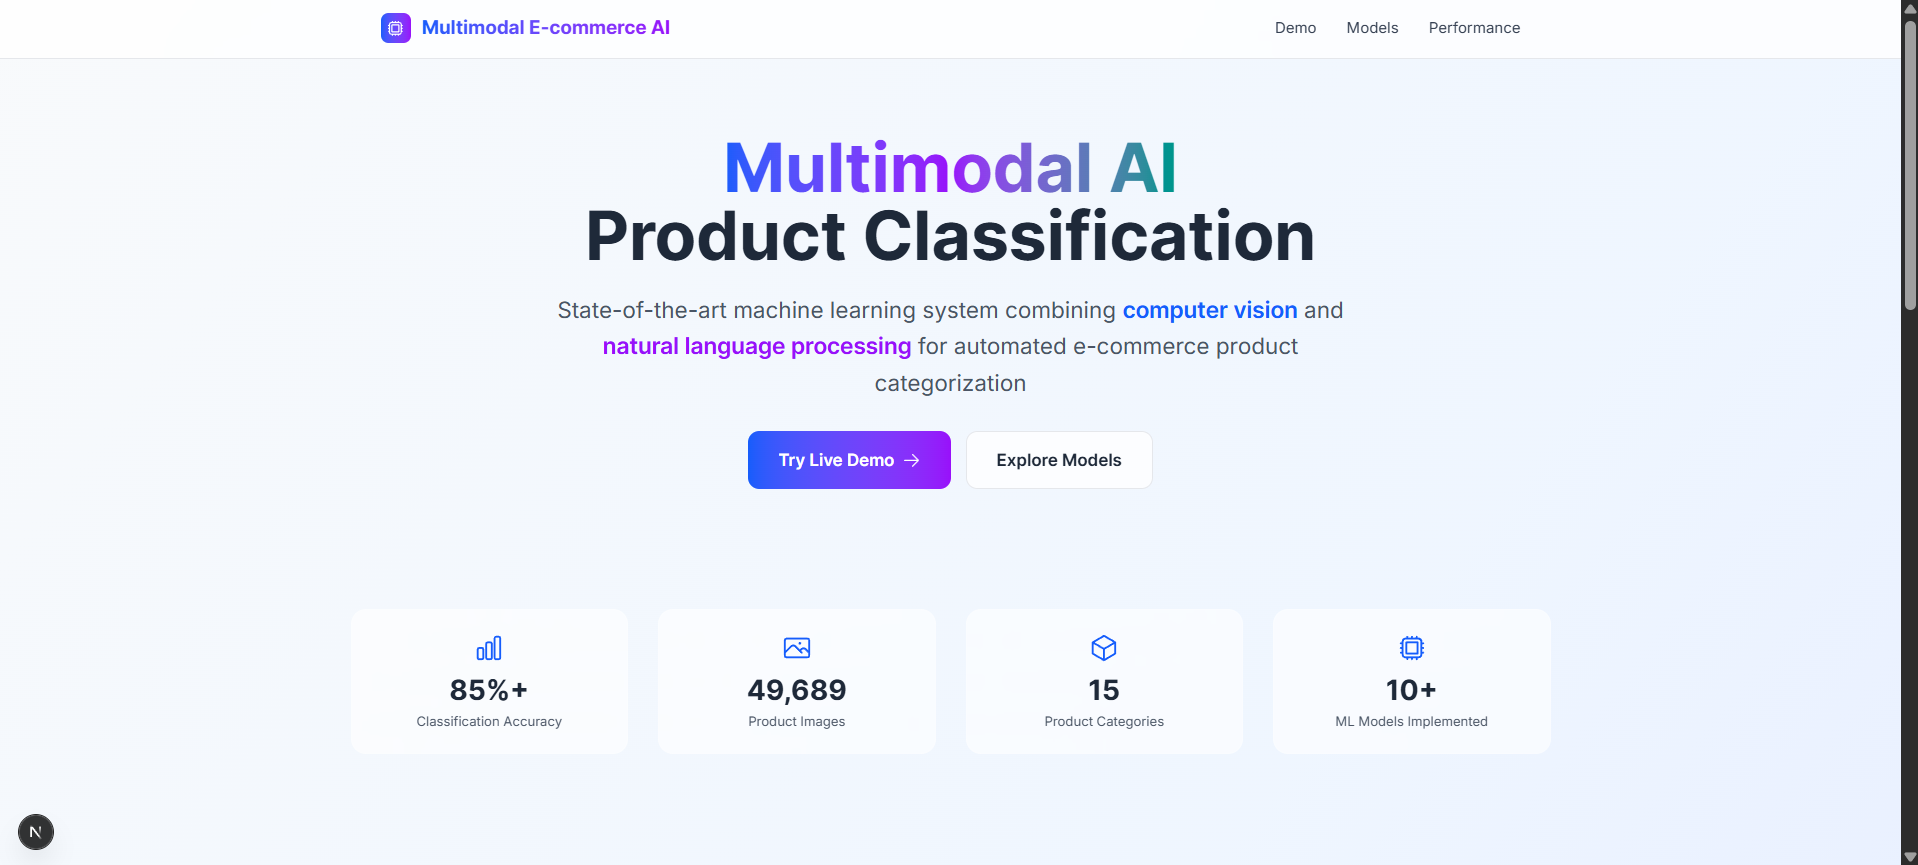 Multimodal E-commerce AI
Demo
Models
Performance
Multimodal AI
Product Classification
State-of-the-art machine learning system combining computer vision and
natural language processing for automated e-commerce product
categorization
Try Live Demo →
Explore Models
85%+
Classification Accuracy
49,689
Product Images
15
Product Categories
10+
ML Models Implemented
N